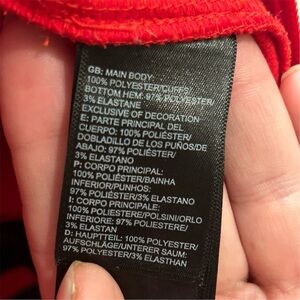 GB: MAIN BODY:
100% POLYESTER/CUFFS/
BOTTOM HEM: 97% POLYESTER/
3% ELASTANE
EXCLUSIVE OF DECORATION
E: PARTE PRINCIPAL DEL
CUERPO: 100% POLIÉSTER/
DOBLADILLO DE LOS PUÑOS/DE
ABAJO: 97% POLIÉSTER/
3% ELASTANO
P: CORPO PRINCIPAL:
100% POLIÉSTER/BAINHA
INFERIOR/PUNHOS:
97% POLIÉSTER/3% ELASTANO
I: CORPO PRINCIPALE:
100% POLIESTERE/POLSINI/ORLO
INFERIORE: 97% POLIESTERE/
3% ELASTAN
D: HAUPTTEIL: 100% POLYESTER/
AUFSCHLÄGE/UNTERER SAUM:
97% POLYESTER/3% ELASTHAN